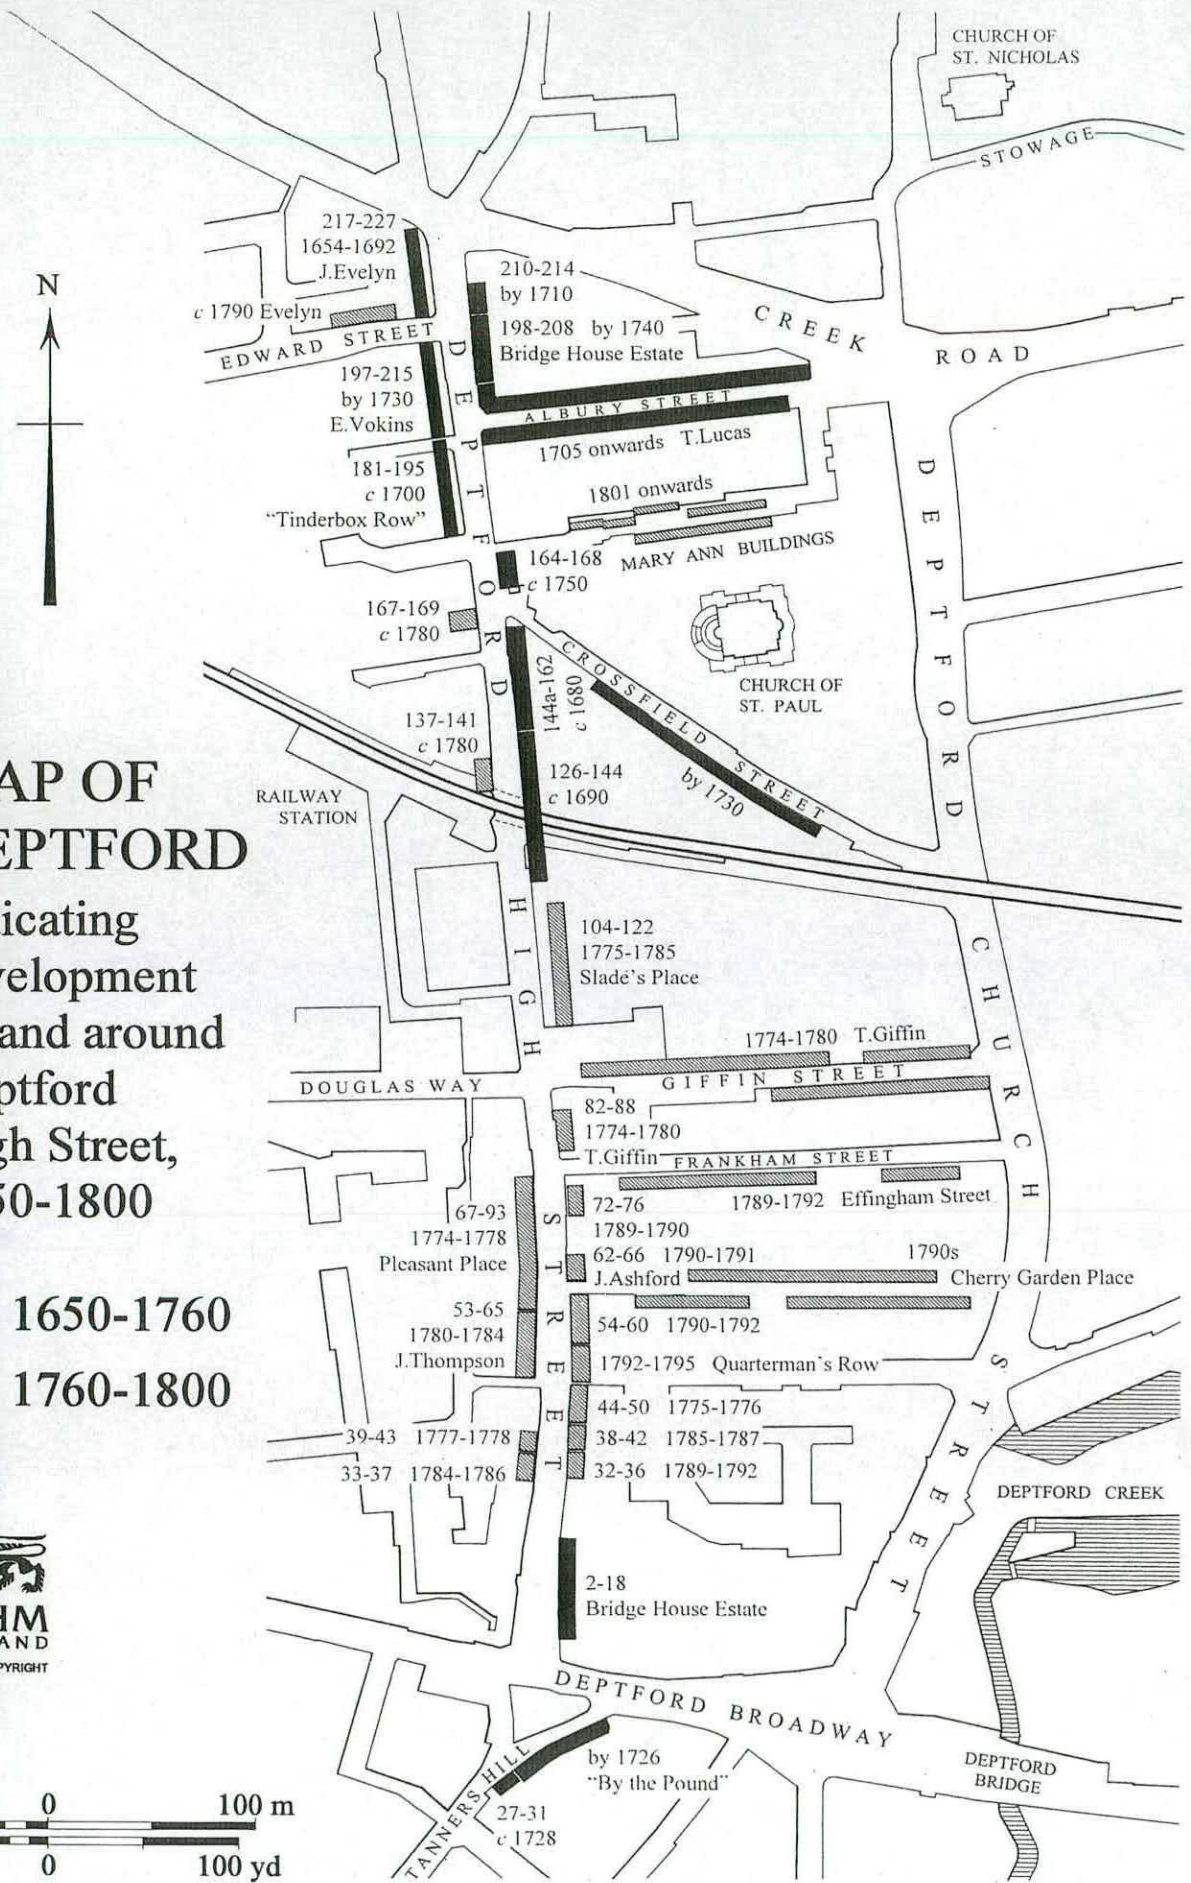 CHURCH OF
ST. NICHOLAS
STOWAGE
217-227
1654-1692
J.Evelyn
N
210-214
by 1710
c 1790 Evelyn
198-208 by 1740
Bridge House Estate
CREEK ROAD
EDWARD STREET
197-215
by 1730
E.Vokins
ALBURY STREET
1705 onwards T.Lucas
181-195
c 1700
"Tinderbox Row"
1801 onwards
MARY ANN BUILDINGS
164-168
c 1750
167-169
c 1780
CROSSFIELD STREET
by 1730
CHURCH OF
ST. PAUL
144a-162
c 1680
137-141
c 1780
126-144
c 1690
RAILWAY
STATION
DEPTFORD HIGH STREET
DEPTFORD CHURCH STREET
AP OF
EPTFORD
icating
velopment
and around
ptford
gh Street,
50-1800
1650-1760
1760-1800
104-122
1775-1785
Slade's Place
1774-1780 T.Giffin
GIFFIN STREET
DOUGLAS WAY
82-88
1774-1780
T.Giffin
FRANKHAM STREET
67-93
1774-1778
Pleasant Place
72-76
1789-1790
1789-1792 Effingham Street
62-66 1790-1791
J.Ashford
1790s
Cherry Garden Place
53-65
1780-1784
J.Thompson
54-60 1790-1792
1792-1795 Quarterman's Row
44-50 1775-1776
39-43 1777-1778
38-42 1785-1787
33-37 1784-1786
32-36 1789-1792
DEPTFORD CREEK
2-18
Bridge House Estate
HM
AND
PYRIGHT
DEPTFORD BROADWAY
DEPTFORD
BRIDGE
TANNERS HILL
by 1726
"By the Pound"
27-31
c 1728
0 100 m
0 100 yd